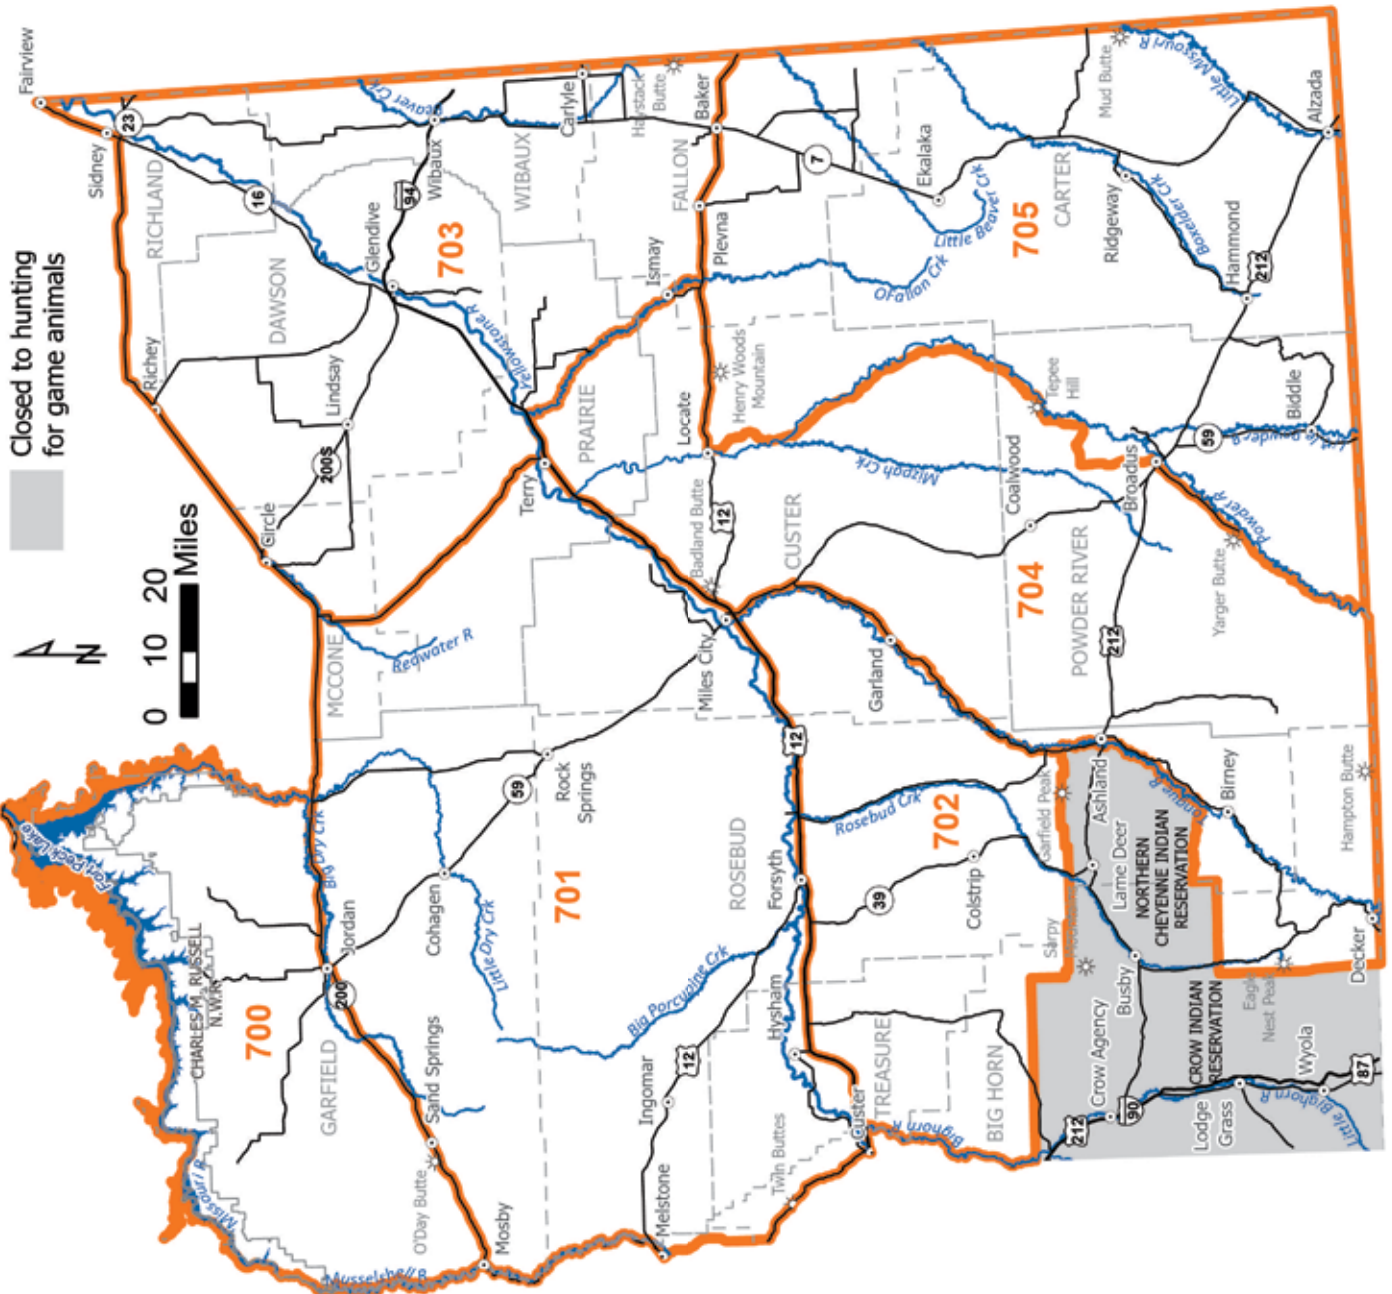 Closed to hunting
for game animals
0 10 20
Miles
N
Fairview
Sidney
23
RICHLAND
16
Richey
DAWSON
Glendive
94
Wibaux
Beaver Crk
WIBAUX
Carlyle
Haystack
Butte
Baker
FALLON
703
Lindsay
200S
Circle
Yellowstone R
Ismay
Plevna
PRAIRIE
Terry
Locate
Henry Woods
Mountain
Badland Butte
12
Redwater R
MCCONE
Fort Peck Lake
CHARLES M. RUSSELL
N.W.R.
700
Big Dry Crk
Jordan
200
GARFIELD
Sand Springs
O'Day Butte
Mosby
Missouri R
Musselshell R
Cohagen
59
Rock
Springs
Little Dry Crk
701
ROSEBUD
Big Porcupine Crk
Ingomar
12
Melstone
Twin Buttes
Hysham
Forsyth
12
Miles City
CUSTER
Mizpah Crk
Garland
704
Coalwood
POWDER RIVER
Broadus
212
59
Biddle
Little Powder R
Powder R
Yarger Butte
Tepee
Hill
O'Fallon Crk
Little Beaver Crk
Ekalaka
7
705
CARTER
Ridgeway
Boxelder Crk
Hammond
212
Alzada
Little Missouri R
Mud Butte
Custer
TREASURE
Bighorn R
BIG HORN
39
Colstrip
702
Rosebud Crk
Garfield Peak
Sarpy
Ashland
Tongue R
Birney
Lame Deer
NORTHERN
CHEYENNE INDIAN
RESERVATION
Busby
Crow Agency
212
90
CROW INDIAN
RESERVATION
Lodge
Grass
Little Bighorn R
Wyola
87
Eagle
Nest Peak
Decker
Hampton Butte